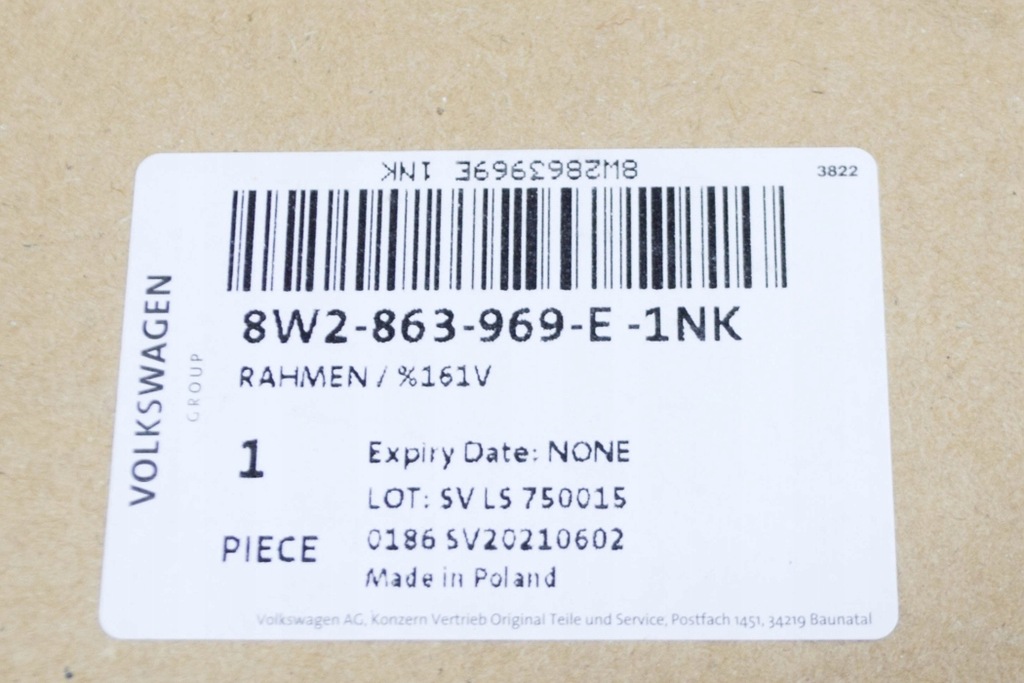 8W2863969E 1NK
3822
8W2-863-969-E -1NK
RAHMEN / %161V
VOLKSWAGEN
GROUP
1
PIECE
Expiry Date: NONE
LOT: SV LS 750015
0186 SV20210602
Made in Poland
Volkswagen AG, Konzern Vertrieb Original Teile und Service, Postfach 1451, 34219 Baunatal